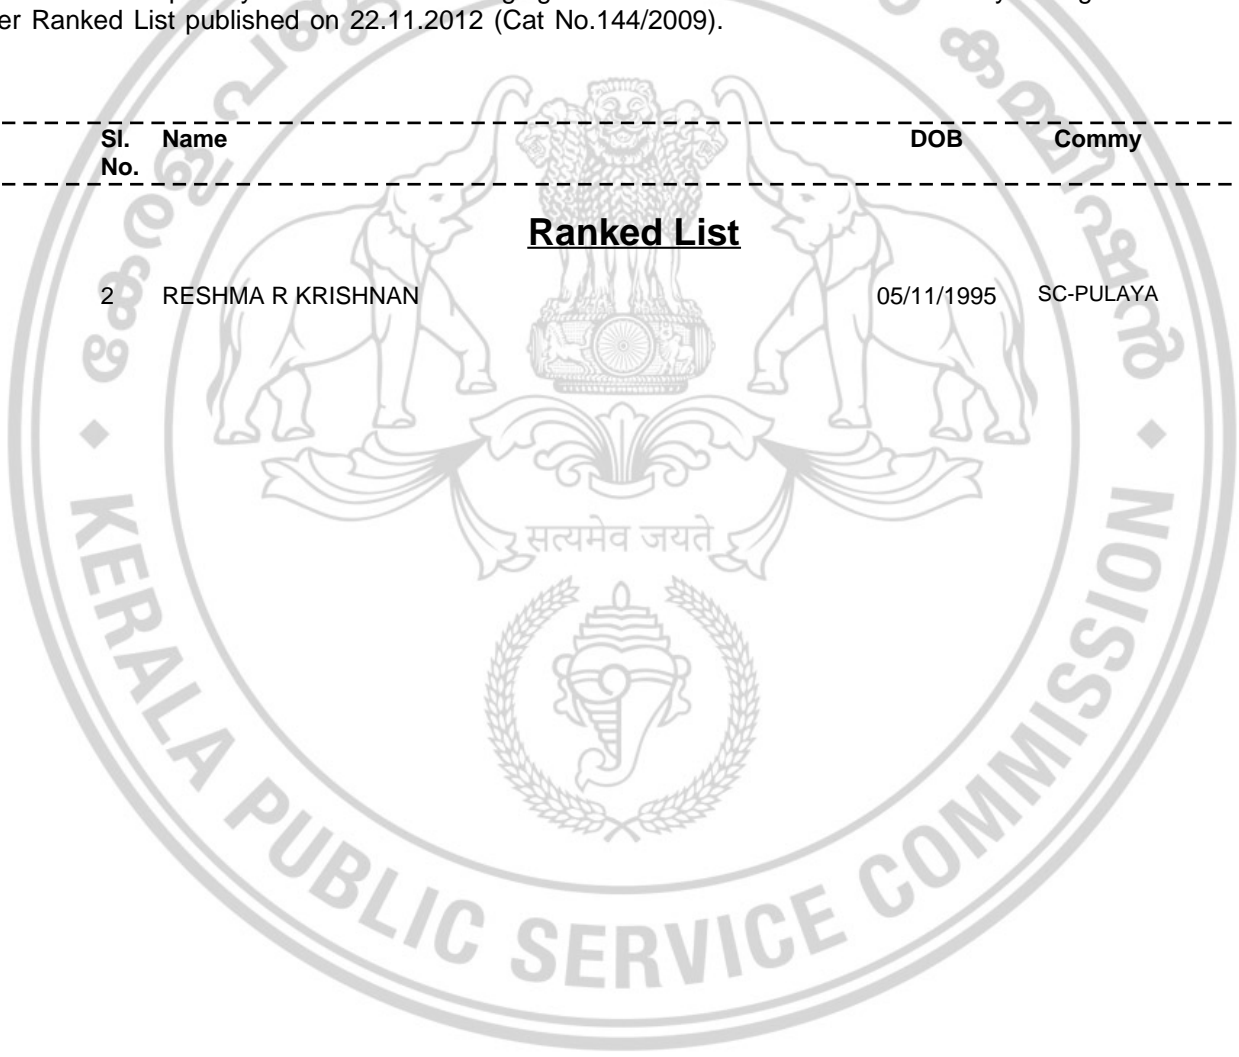 er Ranked List published on 22.11.2012 (Cat No.144/2009).
Sl. Name DOB Commy
No.
Ranked List
2 RESHMA R KRISHNAN 05/11/1995 SC-PULAYA
सत्यमेव जयते
KERALA PUBLIC SERVICE COMMISSION